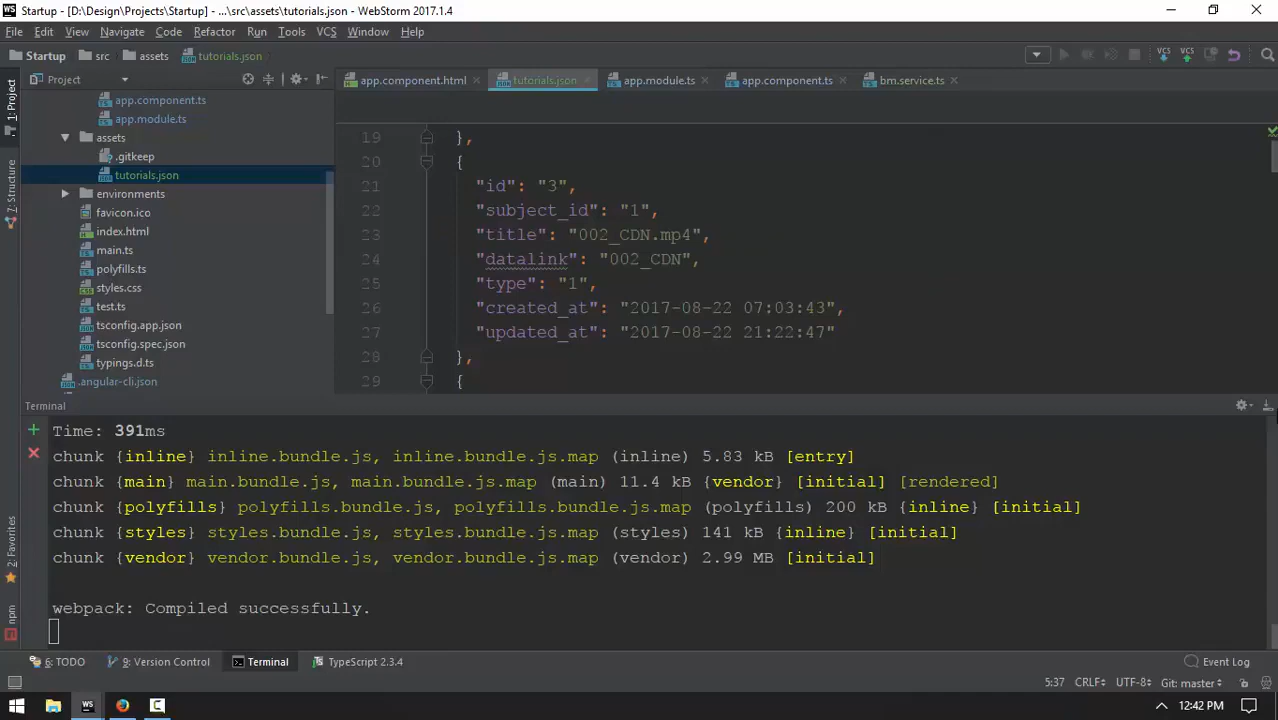 Startup - [D:\Design\Projects\Startup] - ...\src\assets\tutorials.json - WebStorm 2017.1.4
File Edit View Navigate Code Refactor Run Tools VCS Window Help
Startup src assets tutorials.json VCS VCS
1: Project
7: Structure
2: Favorites
npm
Project
app.component.html tutorials.json app.module.ts app.component.ts bm.service.ts
app.component.ts
app.module.ts
assets
.gitkeep
tutorials.json
environments
favicon.ico
index.html
main.ts
polyfills.ts
styles.css
test.ts
tsconfig.app.json
tsconfig.spec.json
typings.d.ts
.angular-cli.json
19 },
20 {
21 "id": "3",
22 "subject_id": "1",
23 "title": "002_CDN.mp4",
24 "datalink": "002_CDN",
25 "type": "1",
26 "created_at": "2017-08-22 07:03:43",
27 "updated_at": "2017-08-22 21:22:47"
28 },
29 {
Terminal
Time: 391ms
chunk {inline} inline.bundle.js, inline.bundle.js.map (inline) 5.83 kB [entry]
chunk {main} main.bundle.js, main.bundle.js.map (main) 11.4 kB {vendor} [initial] [rendered]
chunk {polyfills} polyfills.bundle.js, polyfills.bundle.js.map (polyfills) 200 kB {inline} [initial]
chunk {styles} styles.bundle.js, styles.bundle.js.map (styles) 141 kB {inline} [initial]
chunk {vendor} vendor.bundle.js, vendor.bundle.js.map (vendor) 2.99 MB [initial]
webpack: Compiled successfully.
6: TODO 9: Version Control Terminal TypeScript 2.3.4 Event Log
5:37 CRLF UTF-8 Git: master
WS 12:42 PM